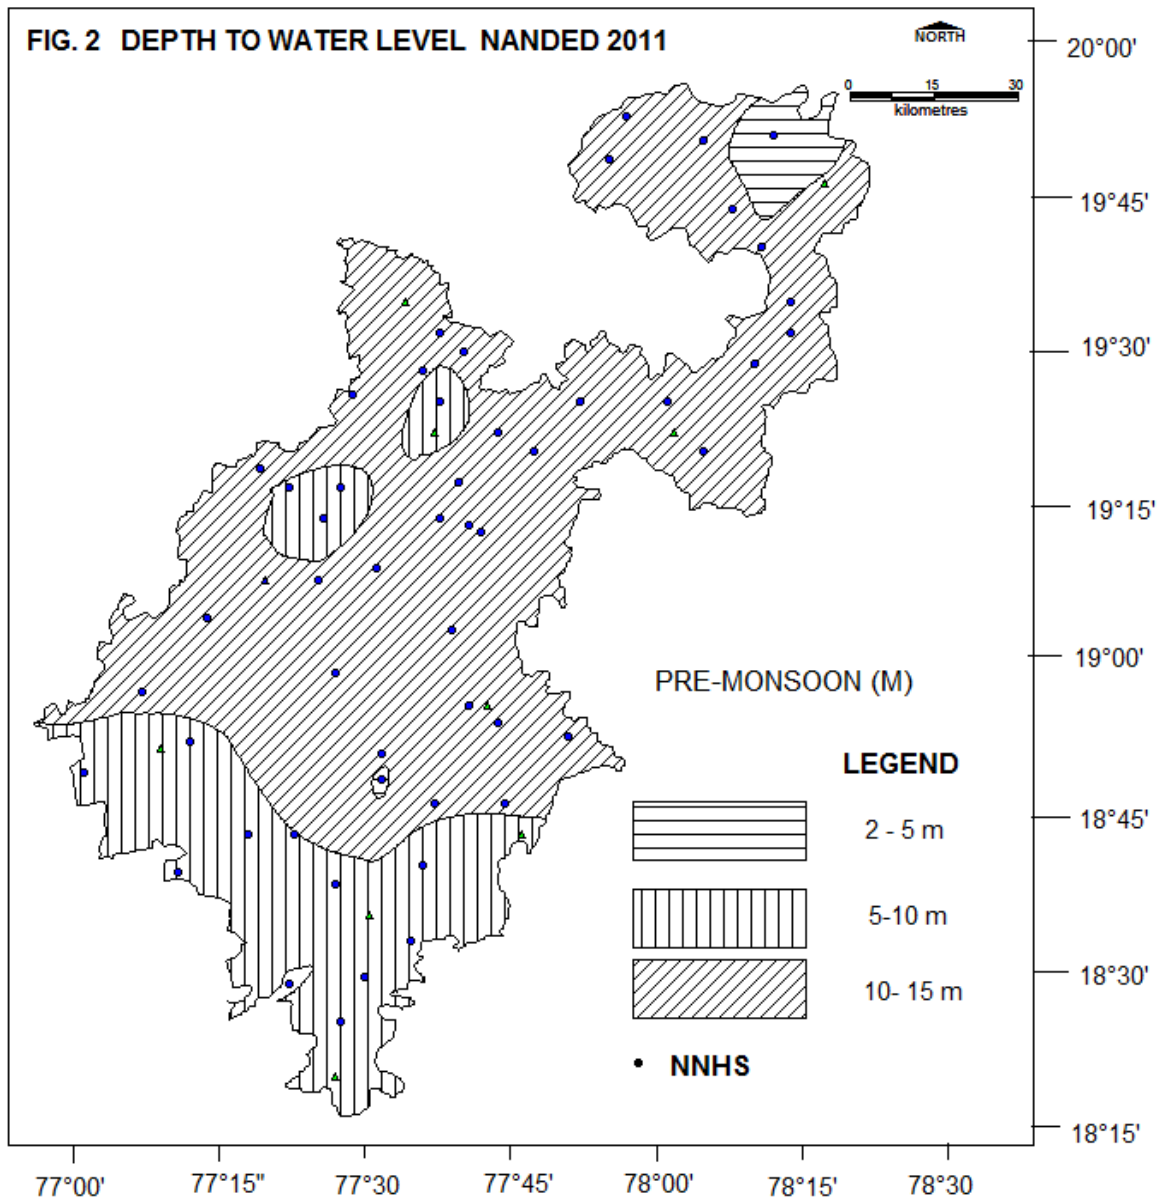 FIG. 2 DEPTH TO WATER LEVEL NANDED 2011
NORTH
0 15 30
kilometres
20°00'
19°45'
19°30'
19°15'
19°00'
18°45'
18°30'
18°15'
PRE-MONSOON (M)
LEGEND
2 - 5 m
5-10 m
10- 15 m
NNHS
77°00' 77°15" 77°30' 77°45' 78°00' 78°15' 78°30'